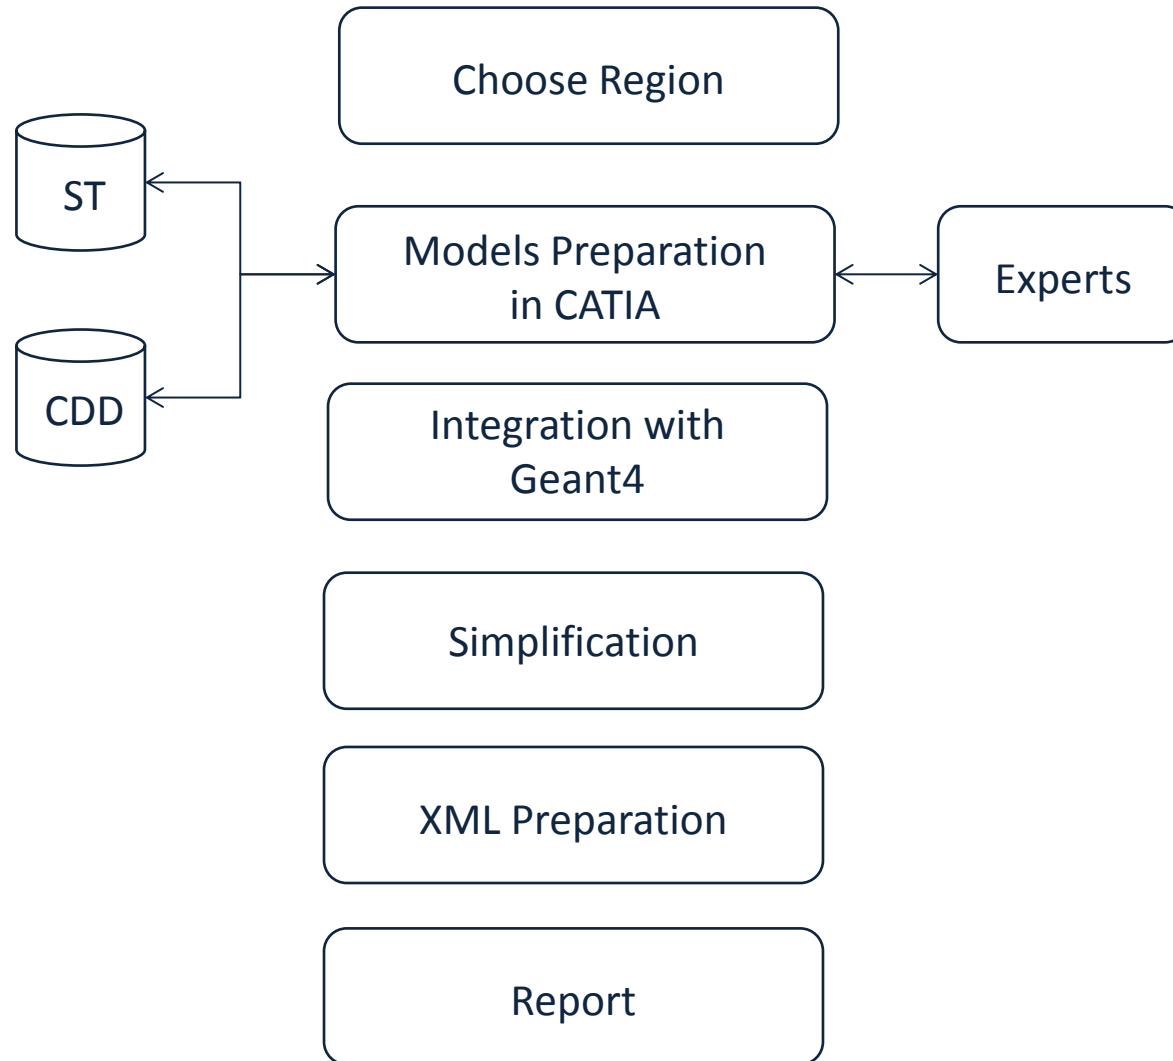 Choose Region
ST
Models Preparation
in CATIA
Experts
CDD
Integration with
Geant4
Simplification
XML Preparation
Report